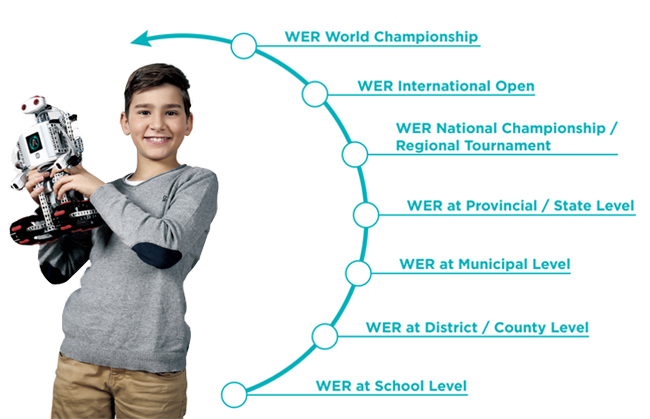 WER World Championship
WER International Open
WER National Championship /
Regional Tournament
WER at Provincial / State Level
WER at Municipal Level
WER at District / County Level
WER at School Level